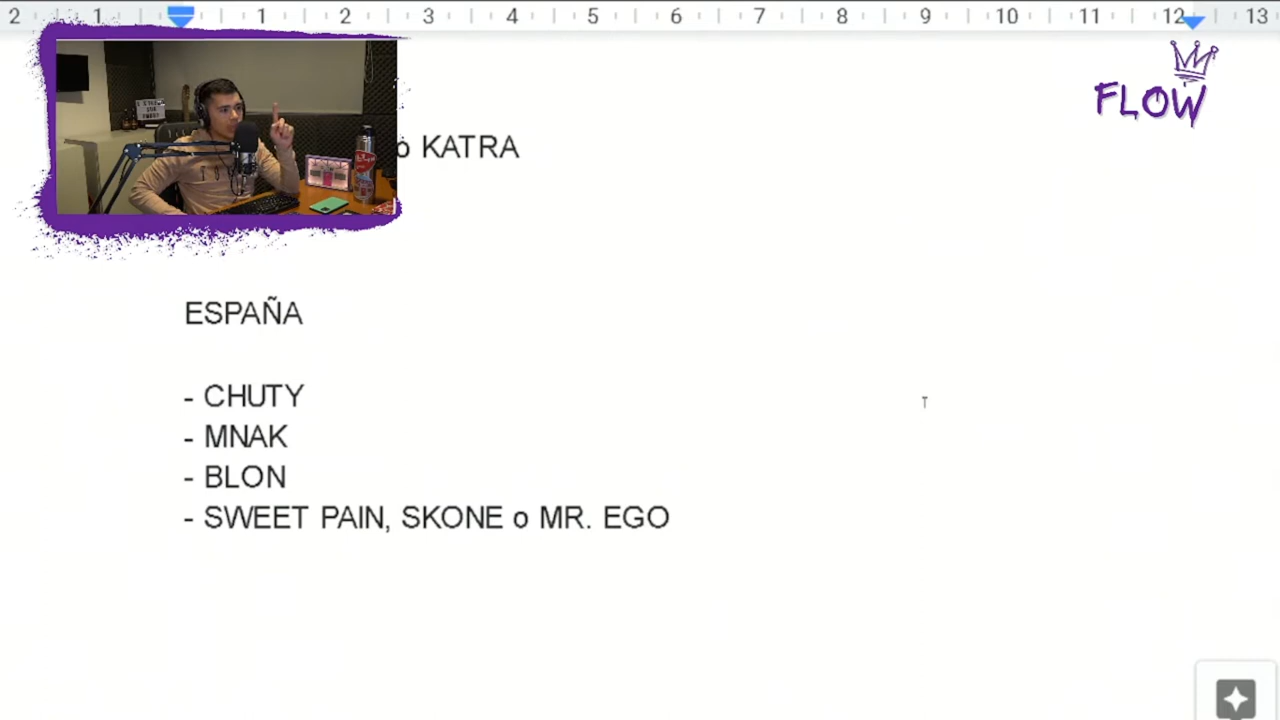 2 1 1 2 3 4 5 6 7 8 9 10 11 12 13
FLOW
ó KATRA
ESPAÑA
- CHUTY
- MNAK
- BLON
- SWEET PAIN, SKONE o MR. EGO